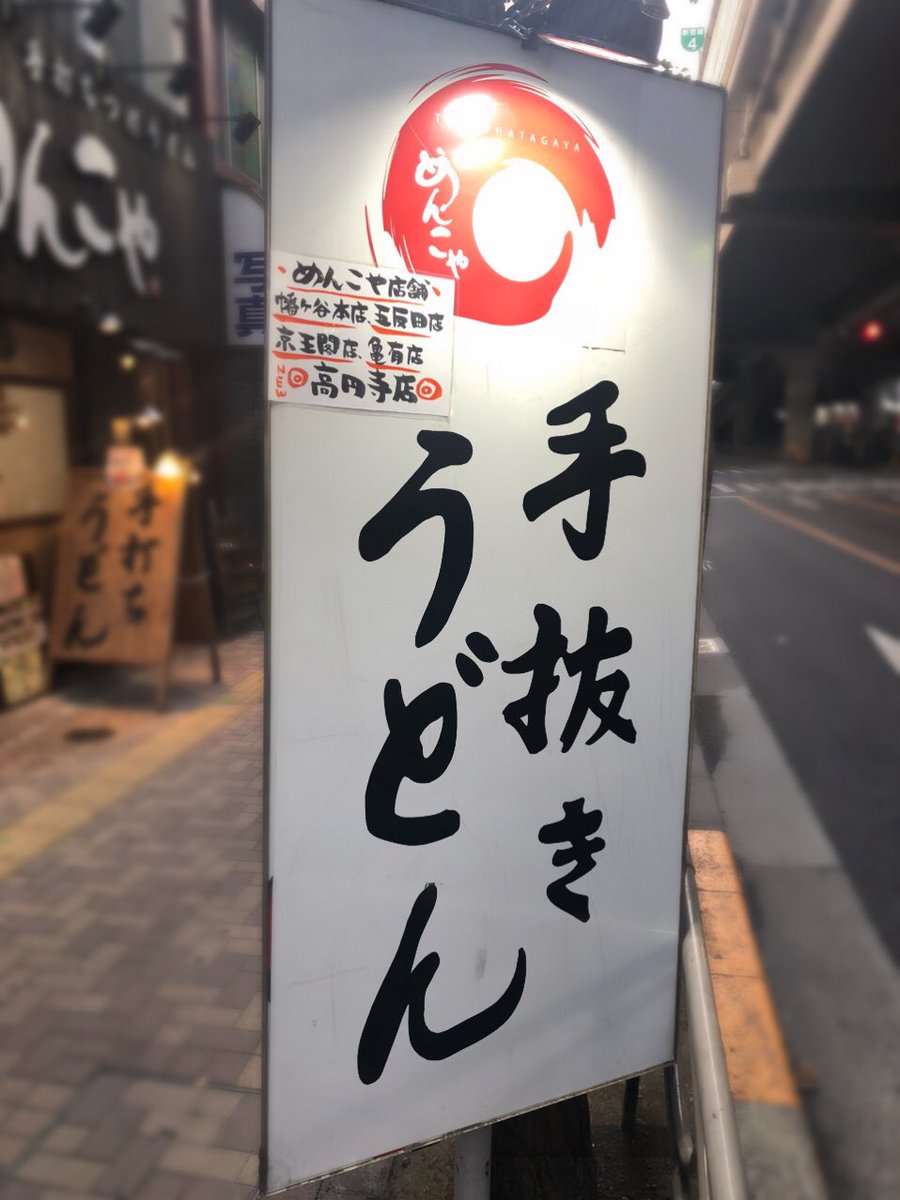 TOKYO HATAGAYA
めんこや
めんこや店舗
幡ヶ谷本店、五反田店
京王閣店、亀有店
NEW 高円寺店
手抜き
うどん
めんこや
写真
手打ち
うどん
4